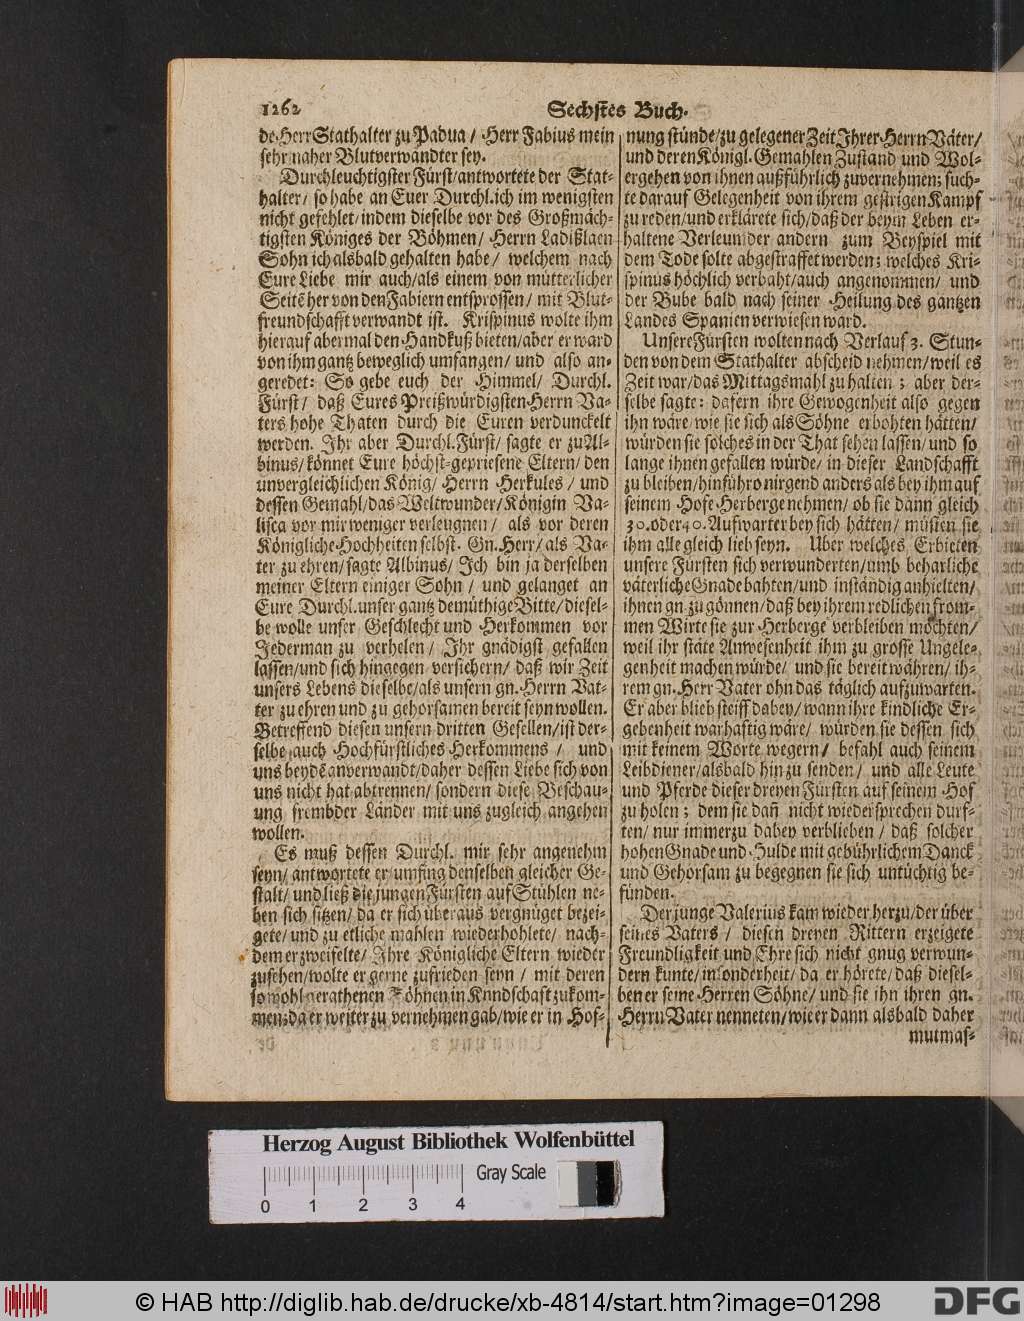 1262
Sechstes Buch.
de Herr Stathalter zu Padua / Herr Fabius mein
sehr naher Blutverwandter sey.
Durchleuchtigster Fürst/antwortete der Stat-
halter/ so habe an Euer Durchl. ich im wenigsten
nicht gefehlet/indem dieselbe vor des Großmäch-
tigsten Königes der Böhmen/ Herrn Ladißlaen
Sohn ich alsbald gehalten habe/ welchem nach
Eure Liebe mir auch/als einem von mütterlicher
Seitẽ her von den Fabiern entsprossen/ mit Blut-
freundschafft verwandt ist. Krispinus wolte ihm
hierauf abermal den Handkuß bieten/aber er ward
von ihm gantz beweglich umfangen/ und also an-
geredet: So gebe euch der Himmel/ Durchl.
Fürst/ daß Eures Preißwürdigsten Herrn Va-
ters hohe Thaten durch die Euren verdunckelt
werden. Ihr aber Durchl. Fürst/ sagte er zu Al-
binus/könnet Eure höchst-gepriesene Eltern/ den
unvergleichlichen König/ Herrn Herkules / und
dessen Gemahl/das Weltwunder/Königin Va-
lisca vor mir weniger verleugnen/ als vor deren
Königliche Hochheiten selbst. Gn. Herr/ als Va-
ter zu ehren/sagte Albinus/ Ich bin ja derselben
meiner Eltern einiger Sohn / und gelanget an
Eure Durchl. unser gantz demüthige Bitte/diesel-
be wolle unser Geschlecht und Herkommen vor
Jederman zu verhelen/ Ihr gnädigst gefallen
lassen/und sich hingegen versichern/ daß wir Zeit
unsers Lebens dieselbe/als unsern gn. Herrn Vat-
ter zu ehren und zu gehorsamen bereit seyn wollen.
Betreffend diesen unsern dritten Gesellen/ist der-
selbe auch Hochfürstliches Herkommens / und
uns beydẽ anverwandt/daher dessen Liebe sich von
uns nicht hat abtrennen/ sondern diese Beschau-
ung frembder Länder mit uns zugleich angehen
wollen.
Es muß dessen Durchl. mir sehr angenehm
seyn/ antwortete er/umfing denselben gleicher Ge-
stalt/ und ließ die jungen Fürsten auf Stühlen ne-
ben sich sitzen/ da er sich überaus vergnüget bezei-
gete/ und zu etliche mahlen wiederhohlete/ nach-
dem er zweifelte/ Ihre Königliche Eltern wieder
zusehen/wolte er gerne zufrieden seyn / mit deren
so wohl gerathenen Söhnen in Kundschaft zukom-
men; da er weiter zu vernehmen gab/wie er in Hof-
nung stünde/zu gelegener Zeit Ihrer Herrn Väter/
und deren Königl. Gemahlen Zustand und Wol-
ergehen von ihnen außführlich zuvernehmen; such-
te darauf Gelegenheit von ihrem gestrigen Kampf
zu reden/und erklärete sich/daß der beym Leben er-
haltene Verleumder andern zum Beyspiel mit
dem Tode solte abgestraffet werden; welches Kri-
spinus höchlich verbaht/auch angenommen/ und
der Bube bald nach seiner Heilung des gantzen
Landes Spanien verwiesen ward.
Unsere Fürsten wolten nach Verlauf 3. Stun-
den von dem Stathalter abscheid nehmen/weil es
Zeit war/das Mittagsmahl zu halten ; aber der-
selbe sagte: dafern ihre Gewogenheit also gegen
ihn wäre/wie sie sich als Söhne erbohten hätten/
würden sie solches in der That sehen lassen/und so
lange ihnen gefallen würde/ in dieser Landschafft
zu bleiben/hinführo nirgend anders als bey ihm auf
seinem Hofe Herberge nehmen/ ob sie dann gleich
30. oder 40. Aufwarter bey sich hätten/ müsten sie
ihm alle gleich lieb seyn. Uber welches Erbieten
unsere Fürsten sich verwunderten/umb beharliche
väterliche Gnade bahten/und inständig anhielten/
ihnen gn. zu gönnen/daß bey ihrem redlichen from-
men Wirte sie zur Herberge verbleiben möchten/
weil ihr stäte Anwesenheit ihm zu grosse Ungele-
genheit machen würde/ und sie bereit währen/ ih-
rem gn. Herr Vater ohn das täglich aufzuwarten.
Er aber blieb steiff dabey/wann ihre kindliche Er-
gebenheit warhaftig wäre/ würden sie dessen sich
mit keinem Worte wegern/ befahl auch seinem
Leibdiener/alsbald hin zu senden/ und alle Leute
und Pferde dieser dreyen Fürsten auf seinem Hof
zu holen ; dem sie dañ nicht wiedersprechen durf-
ten/ nur immerzu dabey verblieben/ daß solcher
hohen Gnade und Hulde mit gebührlichem Danck
und Gehorsam zu begegnen sie sich untüchtig be-
fünden.
Der junge Valerius kam wieder herzu/der über
seines Vaters / diesen dreyen Rittern erzeigete
Freundligkeit und Ehre sich nicht gnug verwun-
dern kunte/insonderheit/ da er hörete/daß diesel-
ben er seine Herren Söhne/ und sie ihn ihren gn.
Herrn Vater nenneten/wie er dann alsbald daher
mutmas-
Herzog August Bibliothek Wolfenbüttel
Gray Scale
0 1 2 3 4
© HAB http://diglib.hab.de/drucke/xb-4814/start.htm?image=01298
DFG